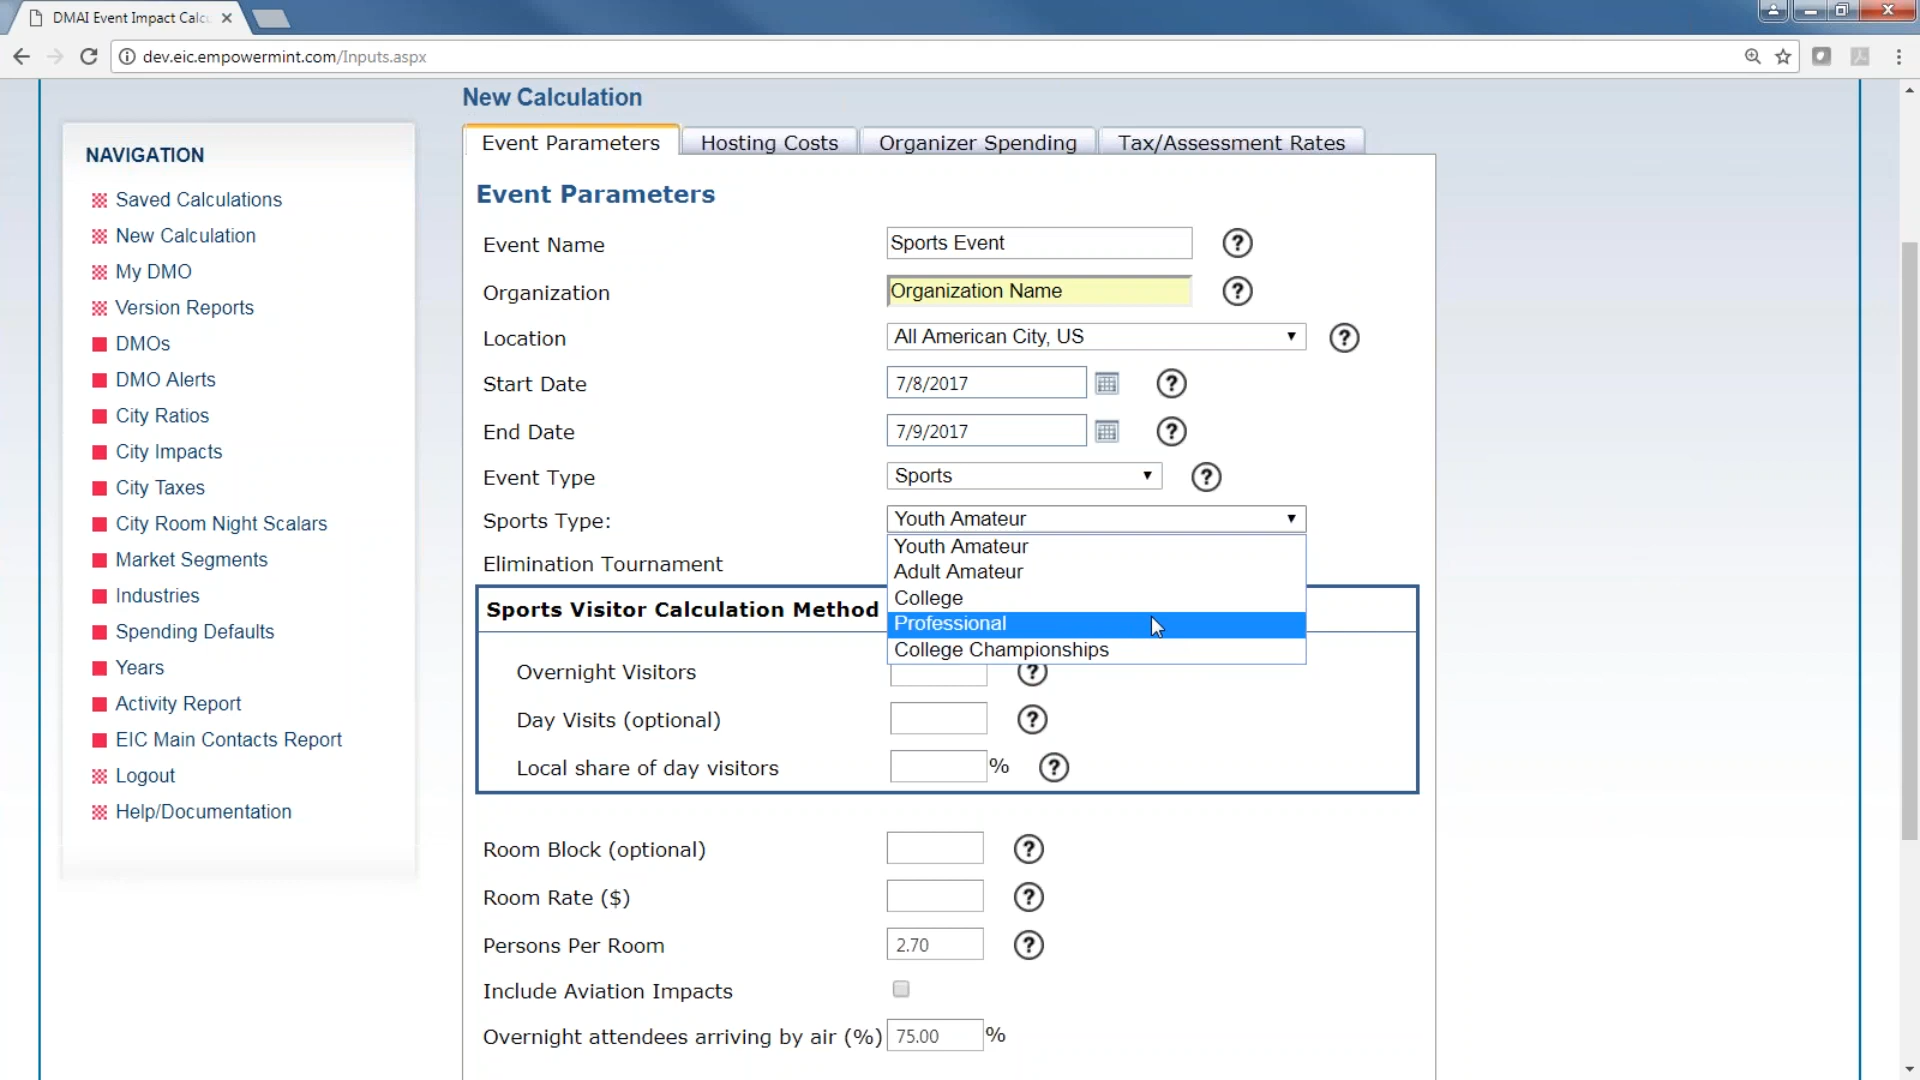 DMAI Event Impact Calcu
dev.eic.empowermint.com/Inputs.aspx
New Calculation
NAVIGATION
Saved Calculations
New Calculation
My DMO
Version Reports
DMOs
DMO Alerts
City Ratios
City Impacts
City Taxes
City Room Night Scalars
Market Segments
Industries
Spending Defaults
Years
Activity Report
EIC Main Contacts Report
Logout
Help/Documentation
Event Parameters Hosting Costs Organizer Spending Tax/Assessment Rates
Event Parameters
Event Name Sports Event ?
Organization Organization Name ?
Location All American City, US ?
Start Date 7/8/2017 ?
End Date 7/9/2017 ?
Event Type Sports ?
Sports Type: Youth Amateur
Youth Amateur
Elimination Tournament
Adult Amateur
College
Sports Visitor Calculation Method
Professional
College Championships
Overnight Visitors ?
Day Visits (optional) ?
Local share of day visitors % ?
Room Block (optional) ?
Room Rate ($) ?
Persons Per Room 2.70 ?
Include Aviation Impacts
Overnight attendees arriving by air (%) 75.00 %